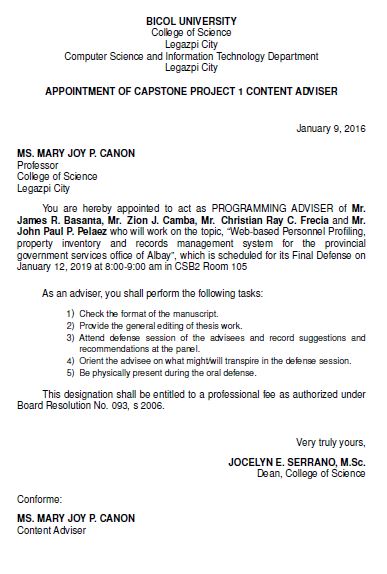 BICOL UNIVERSITY
College of Science
Legazpi City
Computer Science and Information Technology Department
Legazpi City
APPOINTMENT OF CAPSTONE PROJECT 1 CONTENT ADVISER
January 9, 2016
MS. MARY JOY P. CANON
Professor
College of Science
Legazpi City
You are hereby appointed to act as PROGRAMMING ADVISER of Mr.
James R. Basanta, Mr. Zion J. Camba, Mr. Christian Ray C. Frecia and Mr.
John Paul P. Pelaez who will work on the topic, “Web-based Personnel Profiling,
property inventory and records management system for the provincial
government services office of Albay”, which is scheduled for its Final Defense on
January 12, 2019 at 8:00-9:00 am in CSB2 Room 105
As an adviser, you shall perform the following tasks:
1) Check the format of the manuscript.
2) Provide the general editing of thesis work.
3) Attend defense session of the advisees and record suggestions and
recommendations at the panel.
4) Orient the advisee on what might/will transpire in the defense session.
5) Be physically present during the oral defense.
This designation shall be entitled to a professional fee as authorized under
Board Resolution No. 093, s 2006.
Very truly yours,
JOCELYN E. SERRANO, M.Sc.
Dean, College of Science
Conforme:
MS. MARY JOY P. CANON
Content Adviser